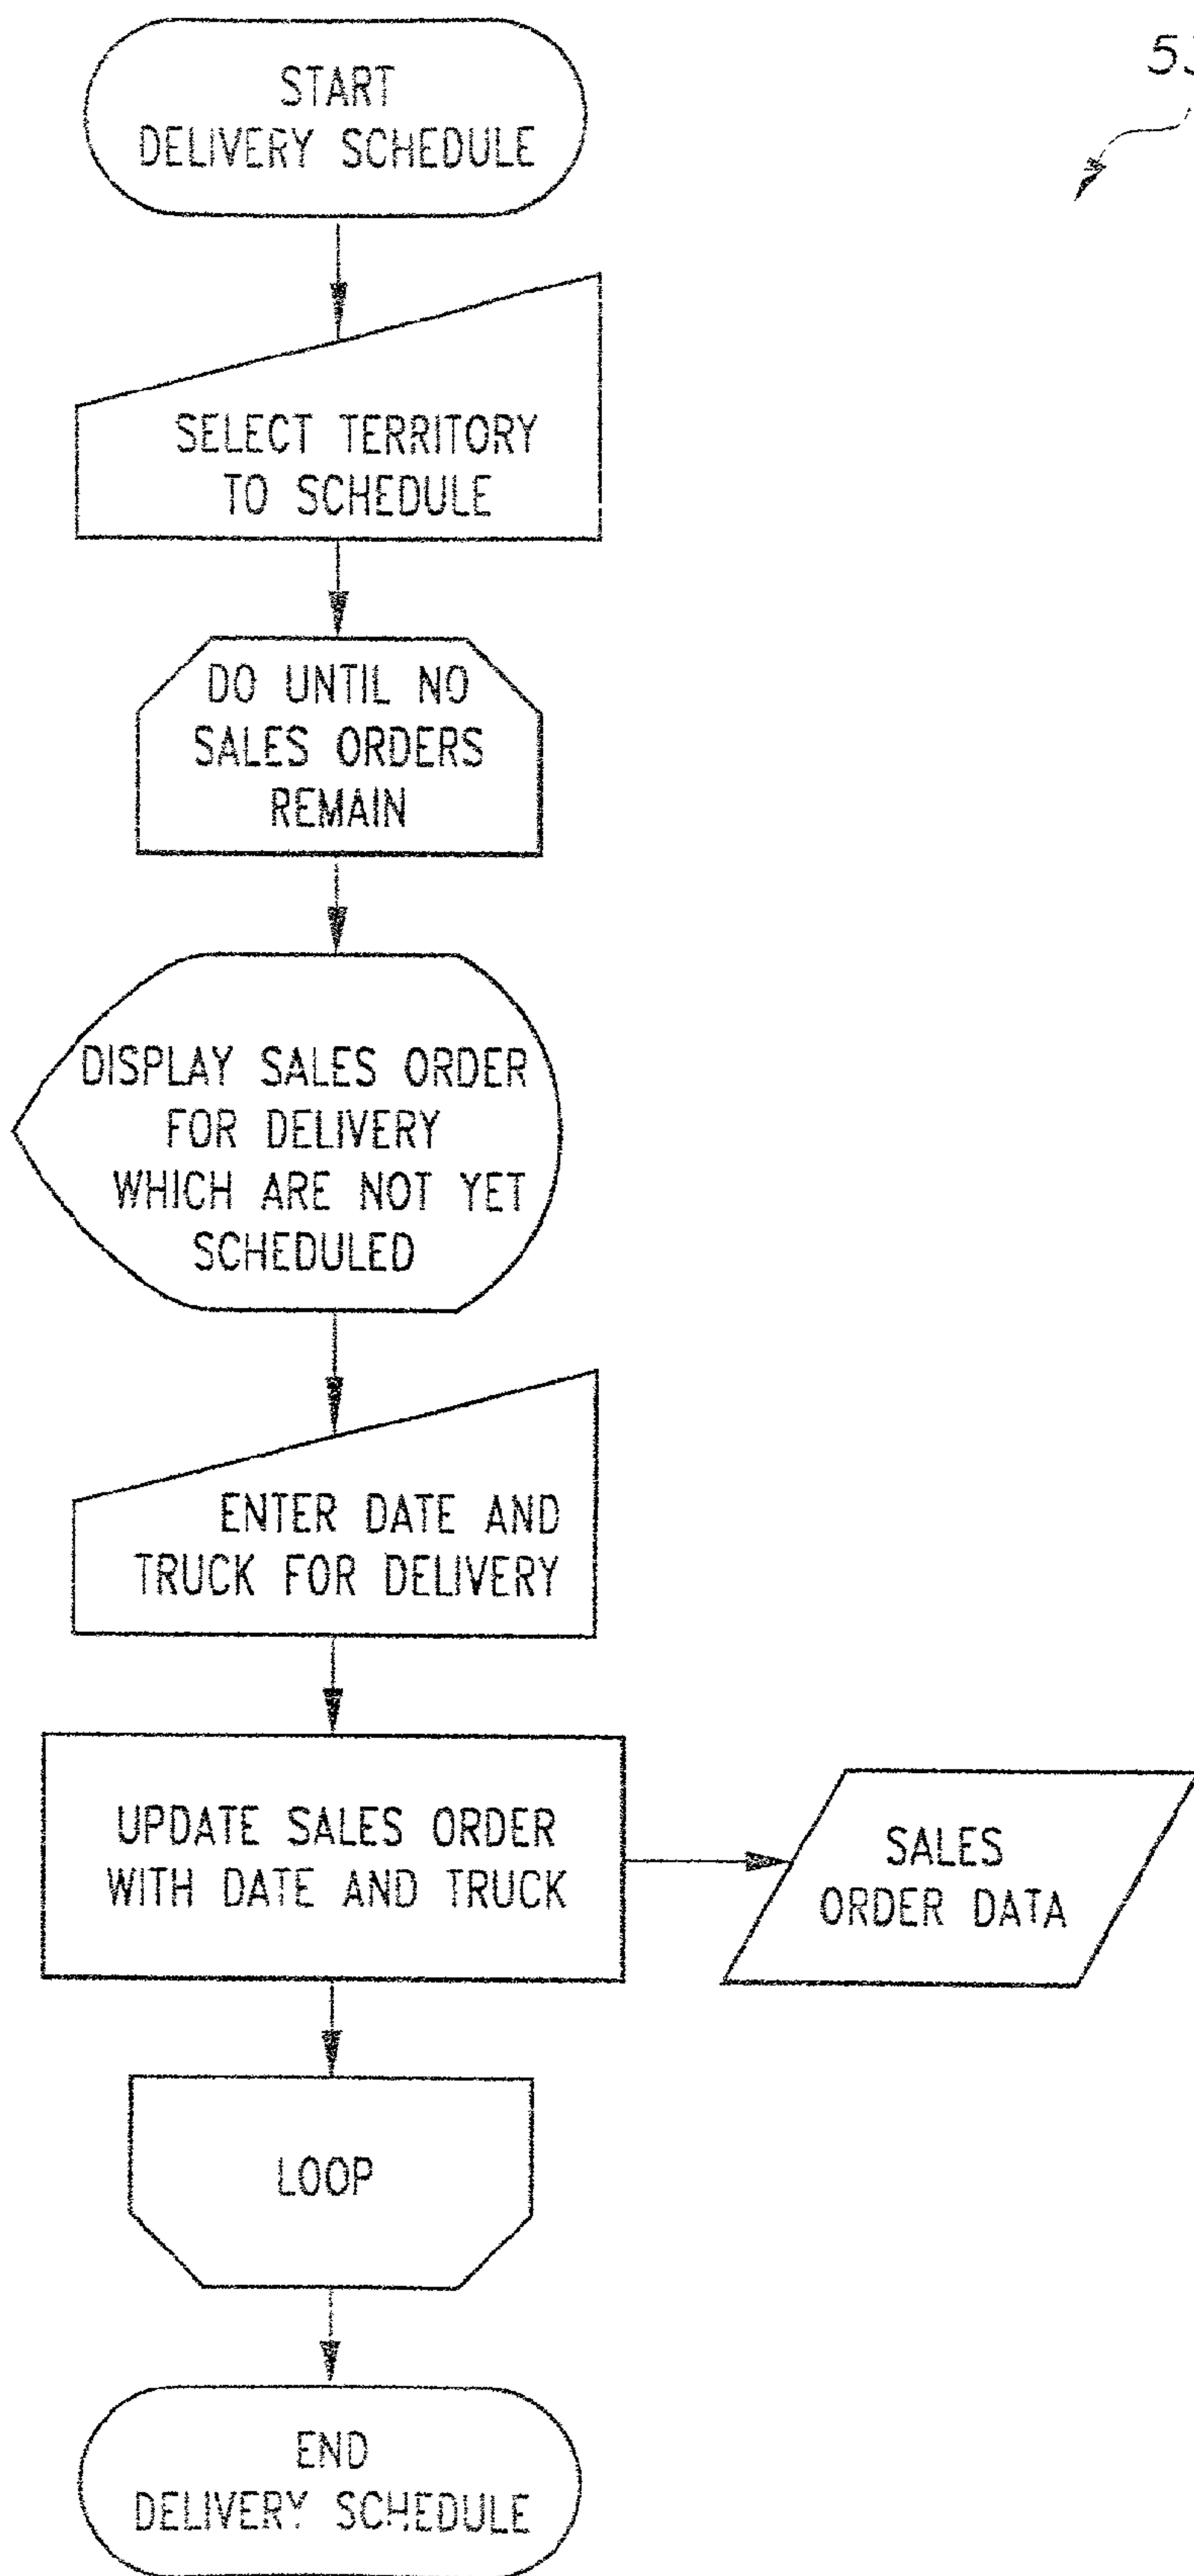 START
DELIVERY SCHEDULE
SELECT TERRITORY
TO SCHEDULE
DO UNTIL NO
SALES ORDERS
REMAIN
DISPLAY SALES ORDER
FOR DELIVERY
WHICH ARE NOT YET
SCHEDULED
ENTER DATE AND
TRUCK FOR DELIVERY
UPDATE SALES ORDER
WITH DATE AND TRUCK
SALES
ORDER DATA
LOOP
END
DELIVERY SCHEDULE